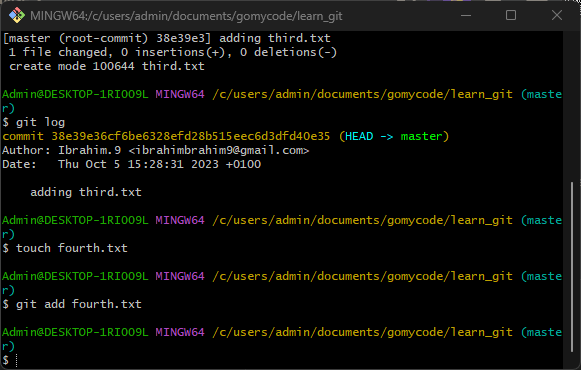 MINGW64:/c/users/admin/documents/gomycode/learn_git
[master (root-commit) 38e39e3] adding third.txt
 1 file changed, 0 insertions(+), 0 deletions(-)
 create mode 100644 third.txt
Admin@DESKTOP-1RIO09L MINGW64 /c/users/admin/documents/gomycode/learn_git (maste
r)
$ git log
commit 38e39e36cf6be6328efd28b515eec6d3dfd40e35 (HEAD -> master)
Author: Ibrahim.9 <ibrahimbrahim9@gmail.com>
Date:   Thu Oct 5 15:28:31 2023 +0100
    adding third.txt
Admin@DESKTOP-1RIO09L MINGW64 /c/users/admin/documents/gomycode/learn_git (maste
r)
$ touch fourth.txt
Admin@DESKTOP-1RIO09L MINGW64 /c/users/admin/documents/gomycode/learn_git (maste
r)
$ git add fourth.txt
Admin@DESKTOP-1RIO09L MINGW64 /c/users/admin/documents/gomycode/learn_git (maste
r)
$